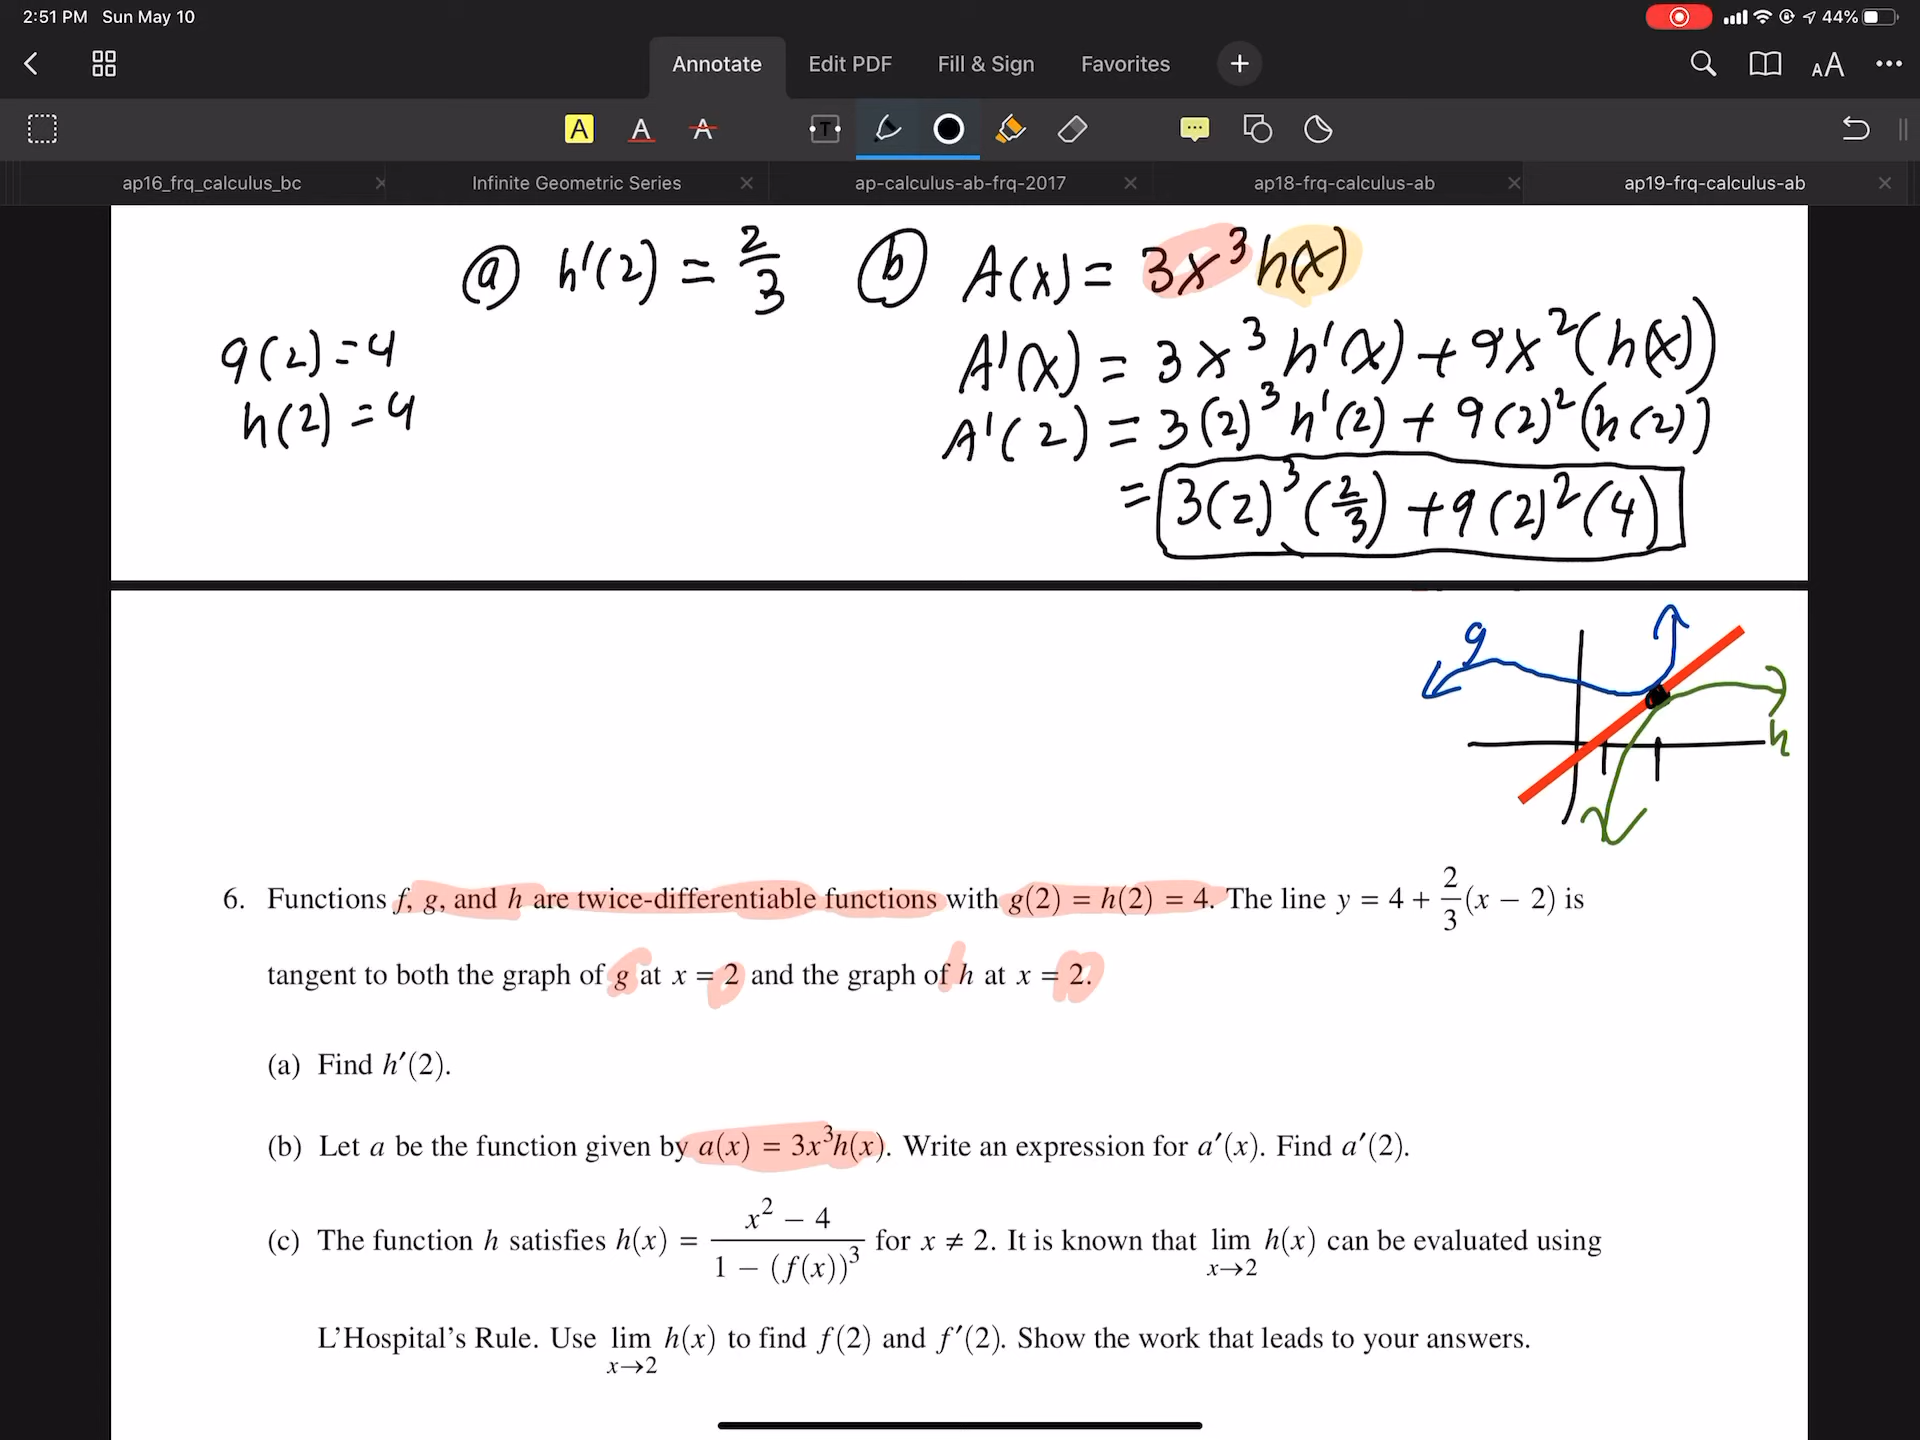 2:51 PM Sun May 10
44%
Annotate Edit PDF Fill & Sign Favorites +
A A A T
AA
ap16_frq_calculus_bc × Infinite Geometric Series × ap-calculus-ab-frq-2017 × ap18-frq-calculus-ab × ap19-frq-calculus-ab ×
(a) h'(2) = 2/3 (b) A(x) = 3x³h(x)
g(2) = 4
A'(x) = 3x³ h'(x) + 9x²(h(x))
h(2) = 4
A'(2) = 3(2)³ h'(2) + 9(2)²(h(2))
= 3(2)³(2/3) + 9(2)²(4)
g
h
6. Functions f, g, and h are twice-differentiable functions with g(2) = h(2) = 4. The line y = 4 + 2/3(x − 2) is
tangent to both the graph of g at x = 2 and the graph of h at x = 2.
(a) Find h′(2).
(b) Let a be the function given by a(x) = 3x³h(x). Write an expression for a′(x). Find a′(2).
(c) The function h satisfies h(x) = (x² − 4)/(1 − (f(x))³) for x ≠ 2. It is known that lim x→2 h(x) can be evaluated using
L’Hospital’s Rule. Use lim x→2 h(x) to find f(2) and f′(2). Show the work that leads to your answers.